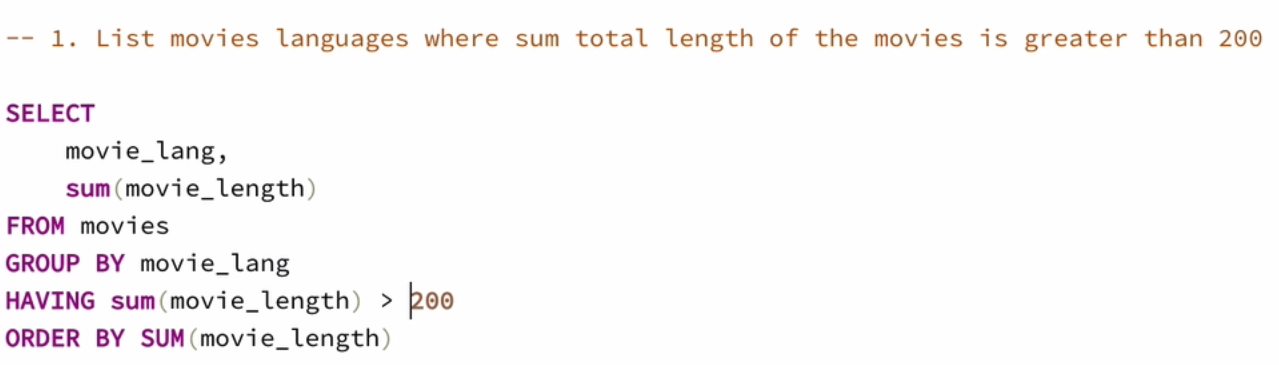 -- 1. List movies languages where sum total length of the movies is greater than 200
SELECT
movie_lang,
sum(movie_length)
FROM movies
GROUP BY movie_lang
HAVING sum(movie_length) > 200
ORDER BY SUM(movie_length)